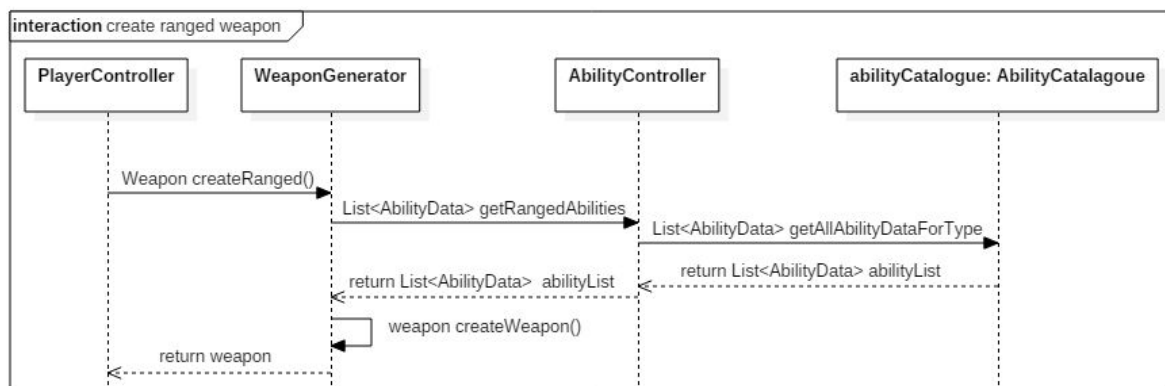 interaction create ranged weapon
PlayerController
WeaponGenerator
AbilityController
abilityCatalogue: AbilityCatalagoue
Weapon createRanged()
List<AbilityData> getRangedAbilities
List<AbilityData> getAllAbilityDataForType
return List<AbilityData> abilityList
return List<AbilityData> abilityList
weapon createWeapon()
return weapon